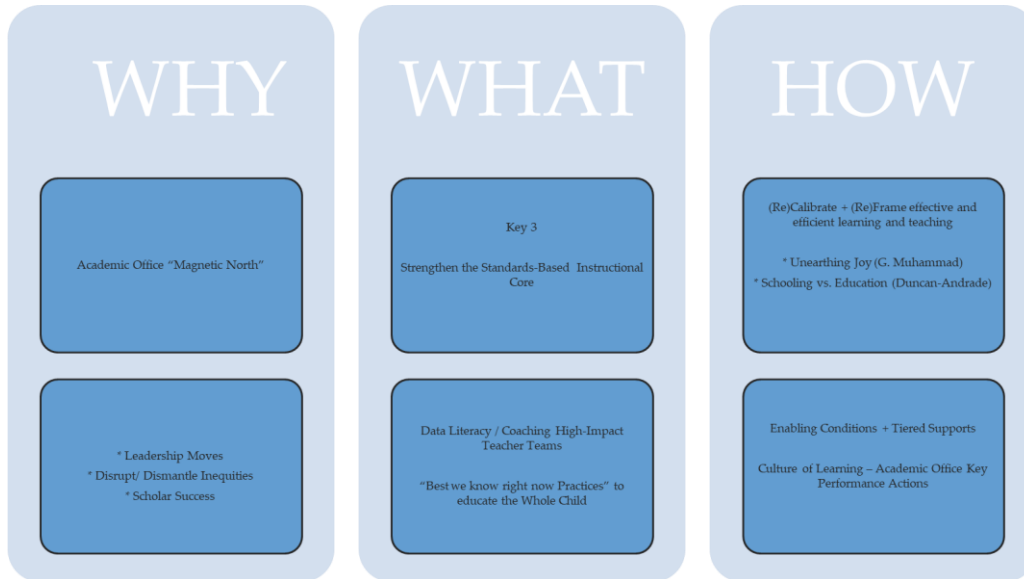 WHY
Academic Office “Magnetic North”
* Leadership Moves
* Disrupt/ Dismantle Inequities
* Scholar Success
WHAT
Key 3
Strengthen the Standards-Based Instructional
Core
Data Literacy / Coaching High-Impact
Teacher Teams
“Best we know right now Practices” to
educate the Whole Child
HOW
(Re)Calibrate + (Re)Frame effective and
efficient learning and teaching
* Unearthing Joy (G. Muhammad)
* Schooling vs. Education (Duncan-Andrade)
Enabling Conditions + Tiered Supports
Culture of Learning – Academic Office Key
Performance Actions